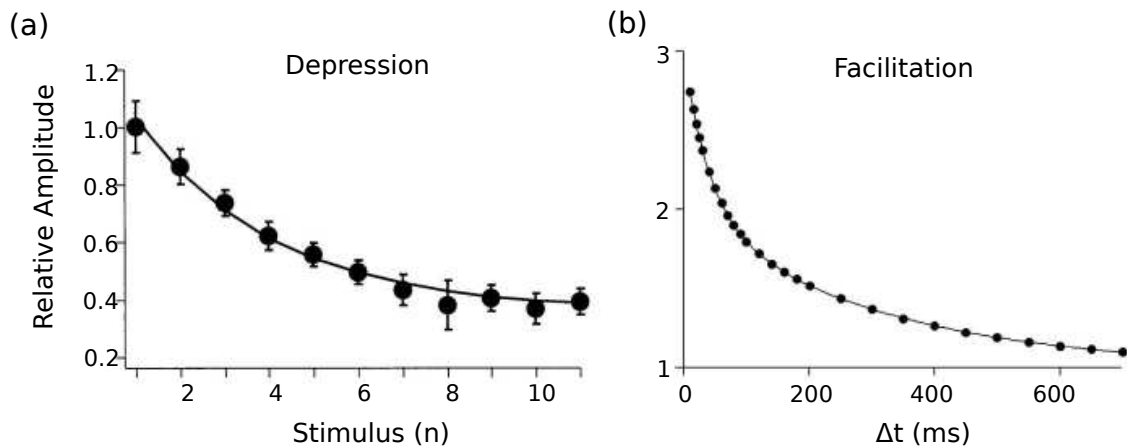 (a)
Depression
1.2
1.0
0.8
0.6
0.4
0.2
Relative Amplitude
2 4 6 8 10
Stimulus (n)
(b)
Facilitation
3
2
1
0 200 400 600
Δt (ms)